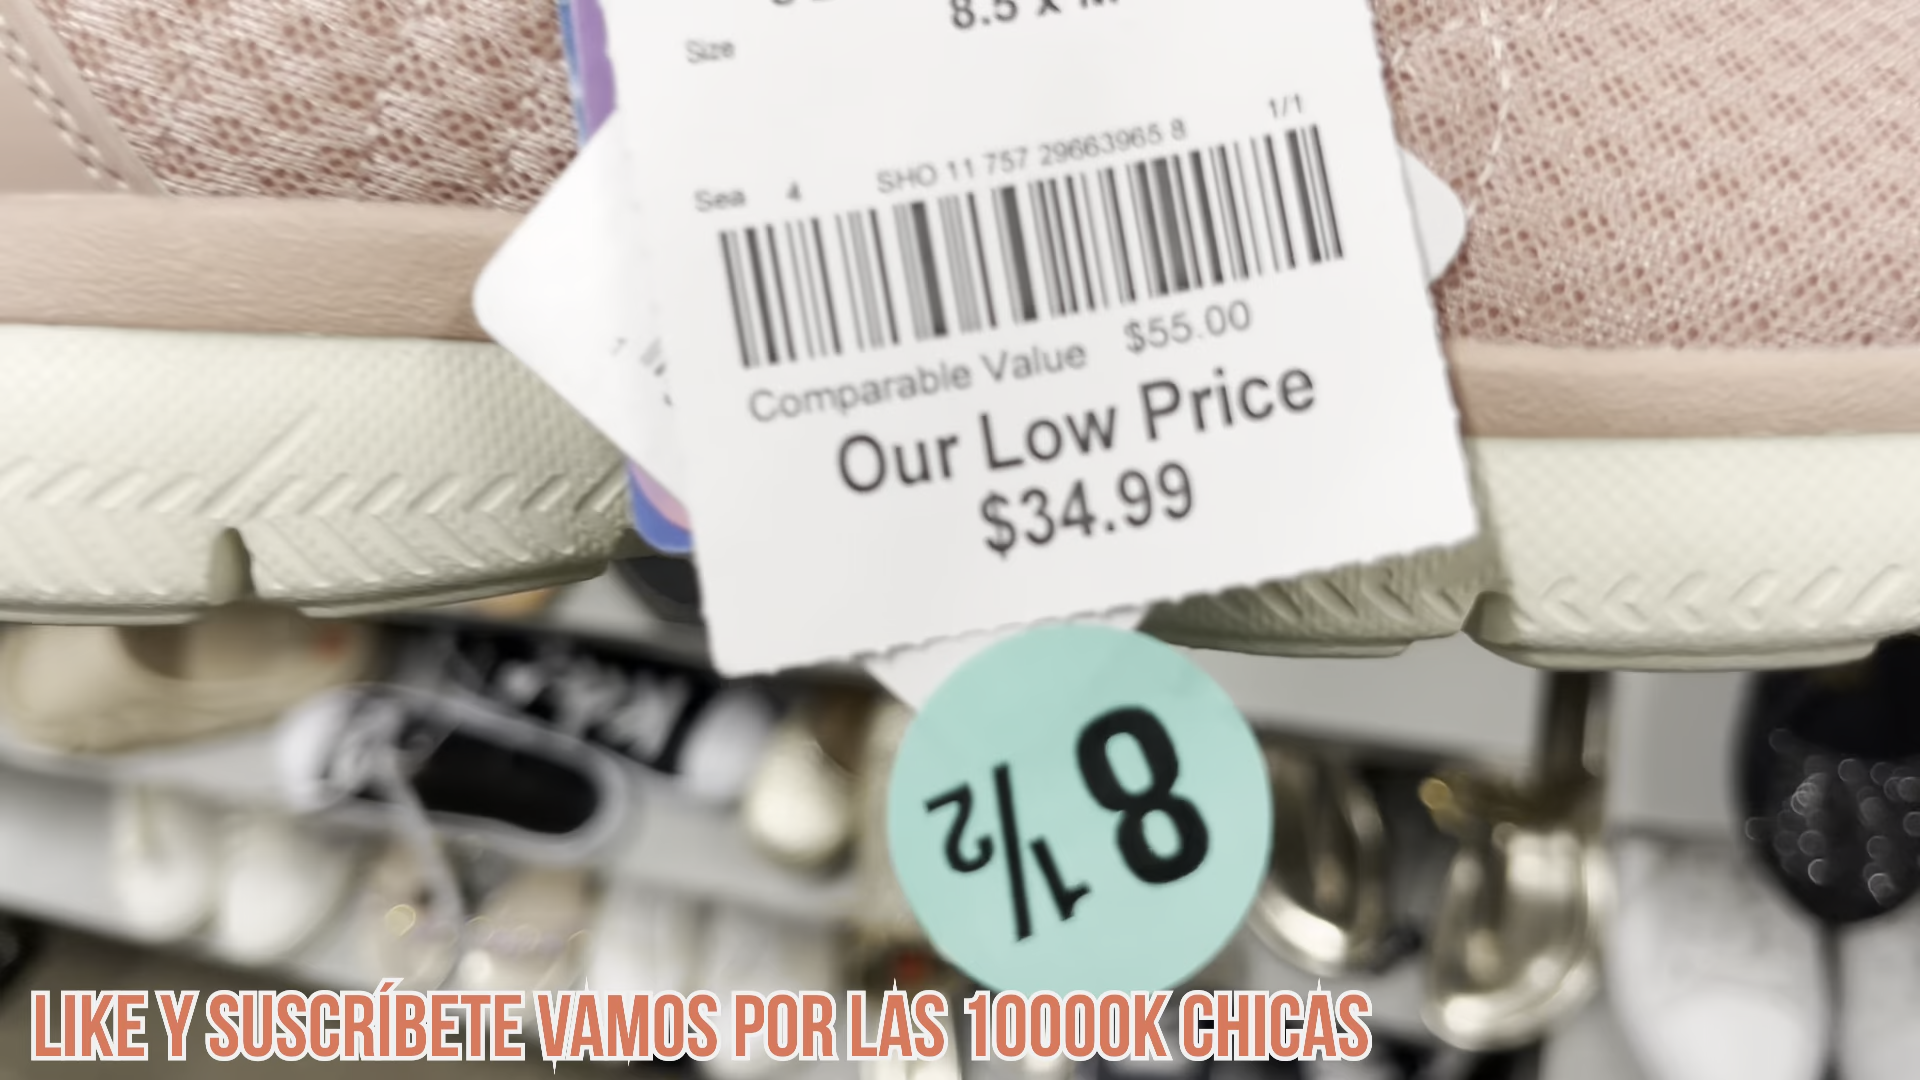 8.5 x M
Size
1/1
SHO 11 757 29663965 8
Sea 4
Comparable Value $55.00
Our Low Price
$34.99
8 1/2
LIKE Y SUSCRÍBETE VAMOS POR LAS 10000K CHICAS